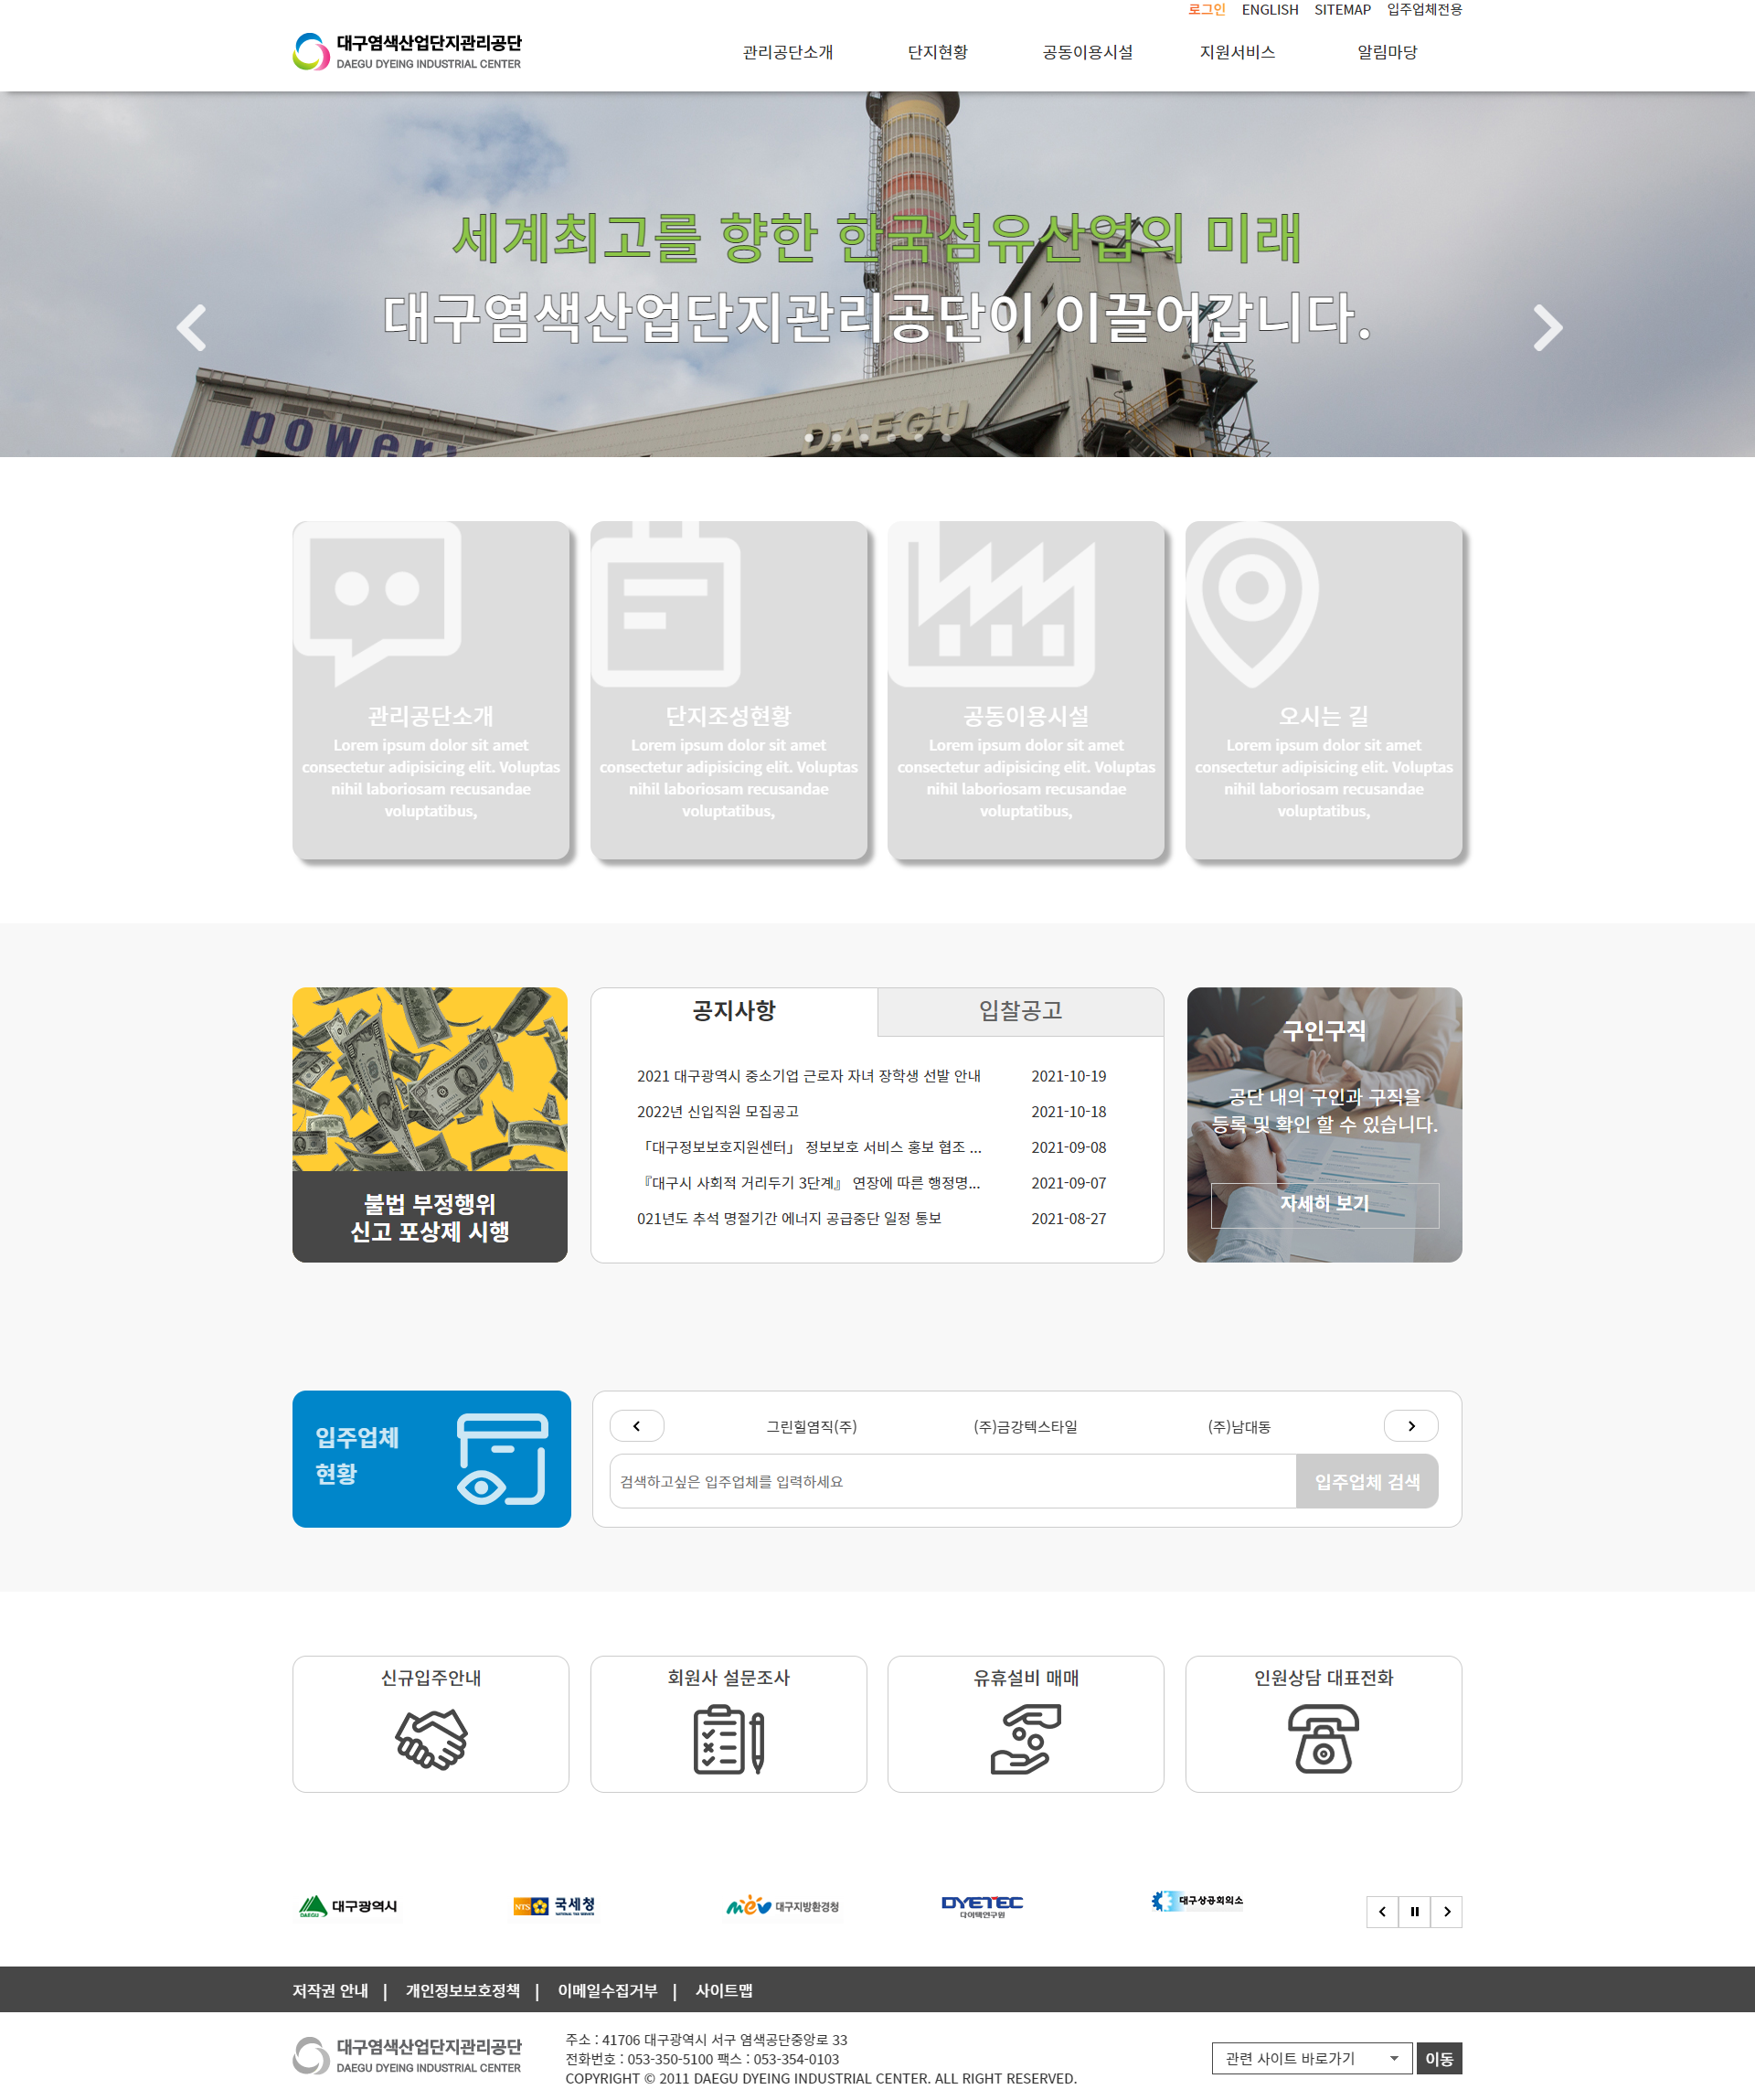 로그인 ENGLISH SITEMAP 입주업체전용
대구염색산업단지관리공단
DAEGU DYEING INDUSTRIAL CENTER
관리공단소개 단지현황 공동이용시설 지원서비스 알림마당
세계최고를 향한 한국섬유산업의 미래
대구염색산업단지관리공단이 이끌어갑니다.
power
DAEGU
관리공단소개
Lorem ipsum dolor sit amet
consectetur adipisicing elit. Voluptas
nihil laboriosam recusandae
voluptatibus,
단지조성현황
Lorem ipsum dolor sit amet
consectetur adipisicing elit. Voluptas
nihil laboriosam recusandae
voluptatibus,
공동이용시설
Lorem ipsum dolor sit amet
consectetur adipisicing elit. Voluptas
nihil laboriosam recusandae
voluptatibus,
오시는 길
Lorem ipsum dolor sit amet
consectetur adipisicing elit. Voluptas
nihil laboriosam recusandae
voluptatibus,
불법 부정행위
신고 포상제 시행
공지사항 입찰공고
2021 대구광역시 중소기업 근로자 자녀 장학생 선발 안내 2021-10-19
2022년 신입직원 모집공고 2021-10-18
「대구정보보호지원센터」 정보보호 서비스 홍보 협조 ... 2021-09-08
『대구시 사회적 거리두기 3단계』 연장에 따른 행정명... 2021-09-07
021년도 추석 명절기간 에너지 공급중단 일정 통보 2021-08-27
구인구직
공단 내의 구인과 구직을
등록 및 확인 할 수 있습니다.
자세히 보기
입주업체
현황
그린힐염직(주) (주)금강텍스타일 (주)남대동
검색하고싶은 입주업체를 입력하세요 입주업체 검색
신규입주안내 회원사 설문조사 유휴설비 매매 인원상담 대표전화
DAEGU 대구광역시
NTS 국세청
NATIONAL TAX SERVICE
mev 대구지방환경청
DYETEC
다이텍연구원
대구상공회의소
저작권 안내 | 개인정보보호정책 | 이메일수집거부 | 사이트맵
대구염색산업단지관리공단
DAEGU DYEING INDUSTRIAL CENTER
주소 : 41706 대구광역시 서구 염색공단중앙로 33
전화번호 : 053-350-5100 팩스 : 053-354-0103
COPYRIGHT © 2011 DAEGU DYEING INDUSTRIAL CENTER. ALL RIGHT RESERVED.
관련 사이트 바로가기 이동